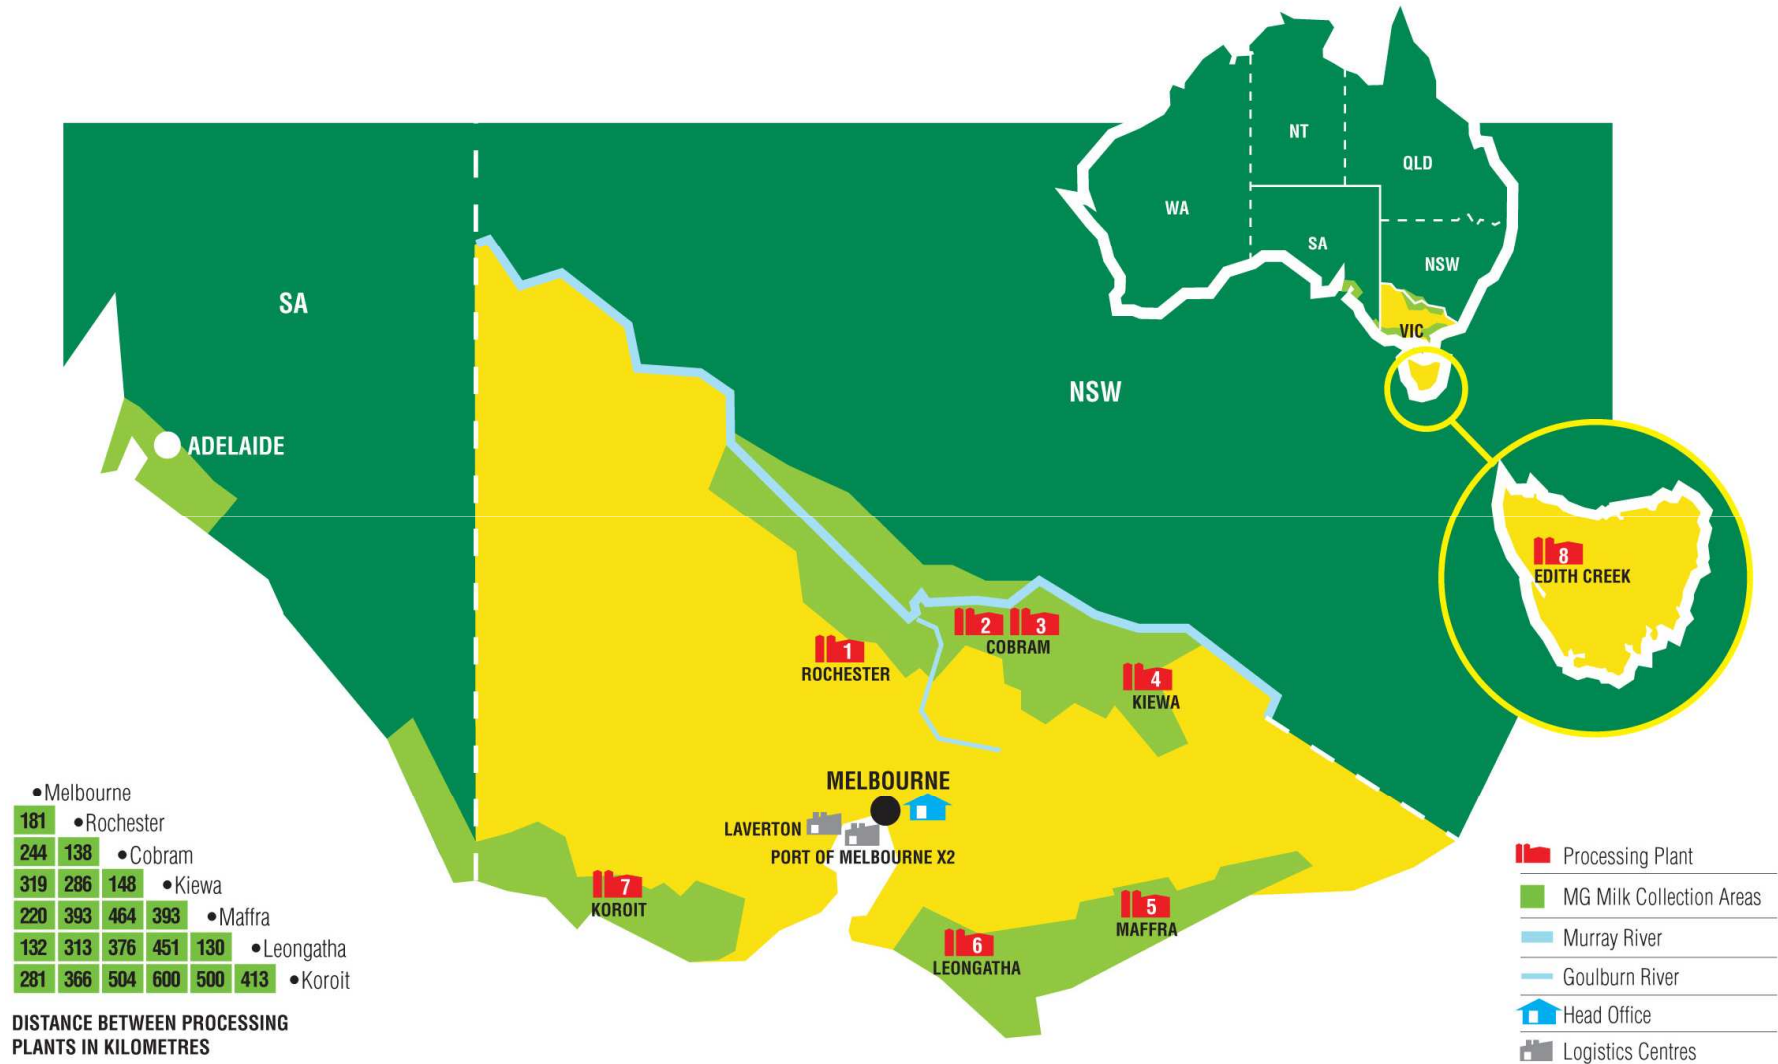 NT
QLD
WA
SA
NSW
VIC
SA
NSW
ADELAIDE
8
EDITH CREEK
2
3
COBRAM
1
ROCHESTER
4
KIEWA
MELBOURNE
LAVERTON
PORT OF MELBOURNE X2
7
KOROIT
5
MAFFRA
6
LEONGATHA
•Melbourne
181 •Rochester
244 138 •Cobram
319 286 148 •Kiewa
220 393 464 393 •Maffra
132 313 376 451 130 •Leongatha
281 366 504 600 500 413 •Koroit
DISTANCE BETWEEN PROCESSING
PLANTS IN KILOMETRES
Processing Plant
MG Milk Collection Areas
Murray River
Goulburn River
Head Office
Logistics Centres